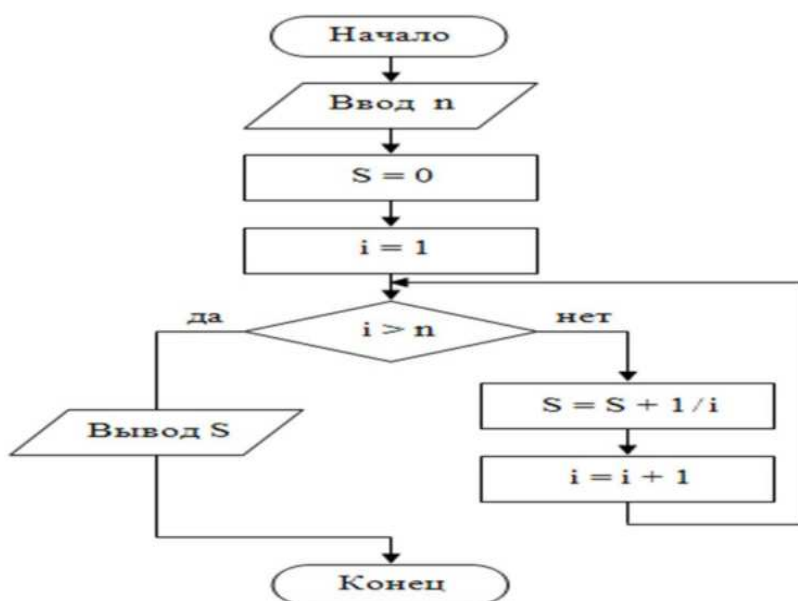 Начало
Ввод n
S = 0
i = 1
да
i > n
нет
S = S + 1/i
Вывод S
i = i + 1
Конец